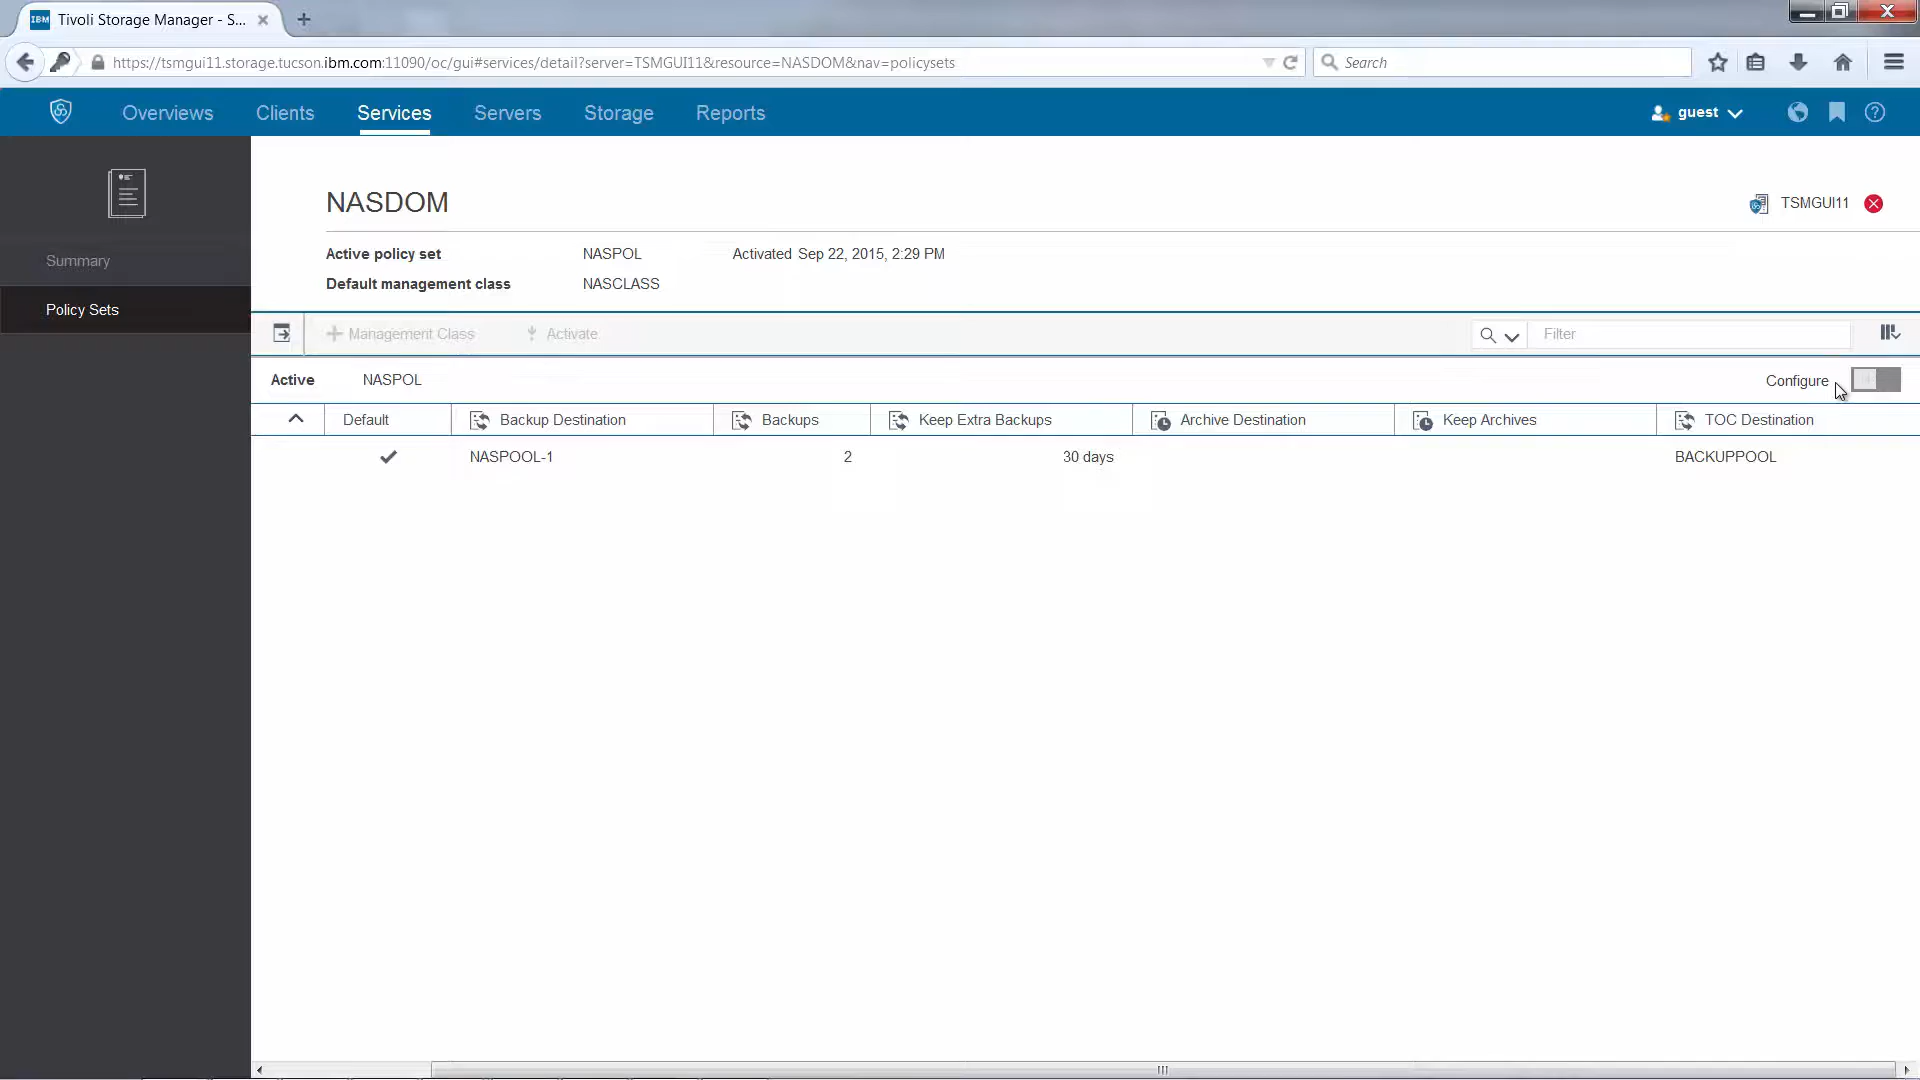 IBM Tivoli Storage Manager - S...
https://tsmgui11.storage.tucson.ibm.com:11090/oc/gui#services/detail?server=TSMGUI11&resource=NASDOM&nav=policysets Search
Overviews Clients Services Servers Storage Reports guest
Summary
Policy Sets
NASDOM TSMGUI11
Active policy set NASPOL Activated Sep 22, 2015, 2:29 PM
Default management class NASCLASS
Management Class Activate Filter
Active NASPOL Configure
Default Backup Destination Backups Keep Extra Backups Archive Destination Keep Archives TOC Destination
NASPOOL-1 2 30 days BACKUPPOOL